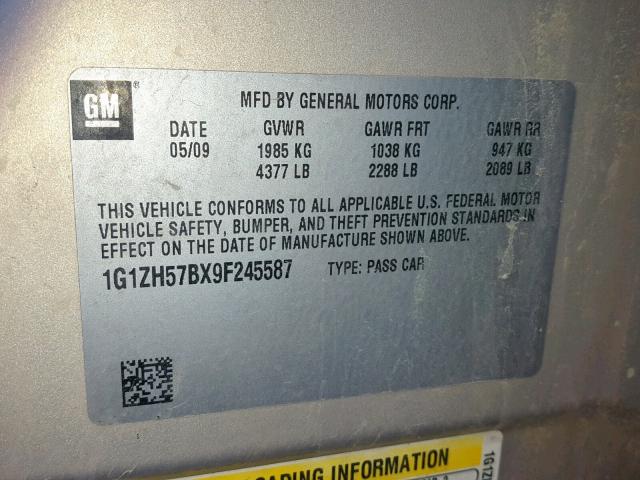 GM
MFD BY GENERAL MOTORS CORP.
DATE GVWR GAWR FRT GAWR RR
05/09 1985 KG 1038 KG 947 KG
4377 LB 2288 LB 2089 LB
THIS VEHICLE CONFORMS TO ALL APPLICABLE U.S. FEDERAL MOTOR
VEHICLE SAFETY, BUMPER, AND THEFT PREVENTION STANDARDS IN
EFFECT ON THE DATE OF MANUFACTURE SHOWN ABOVE.
1G1ZH57BX9F245587 TYPE: PASS CAR
INFORMATION
1G1Z